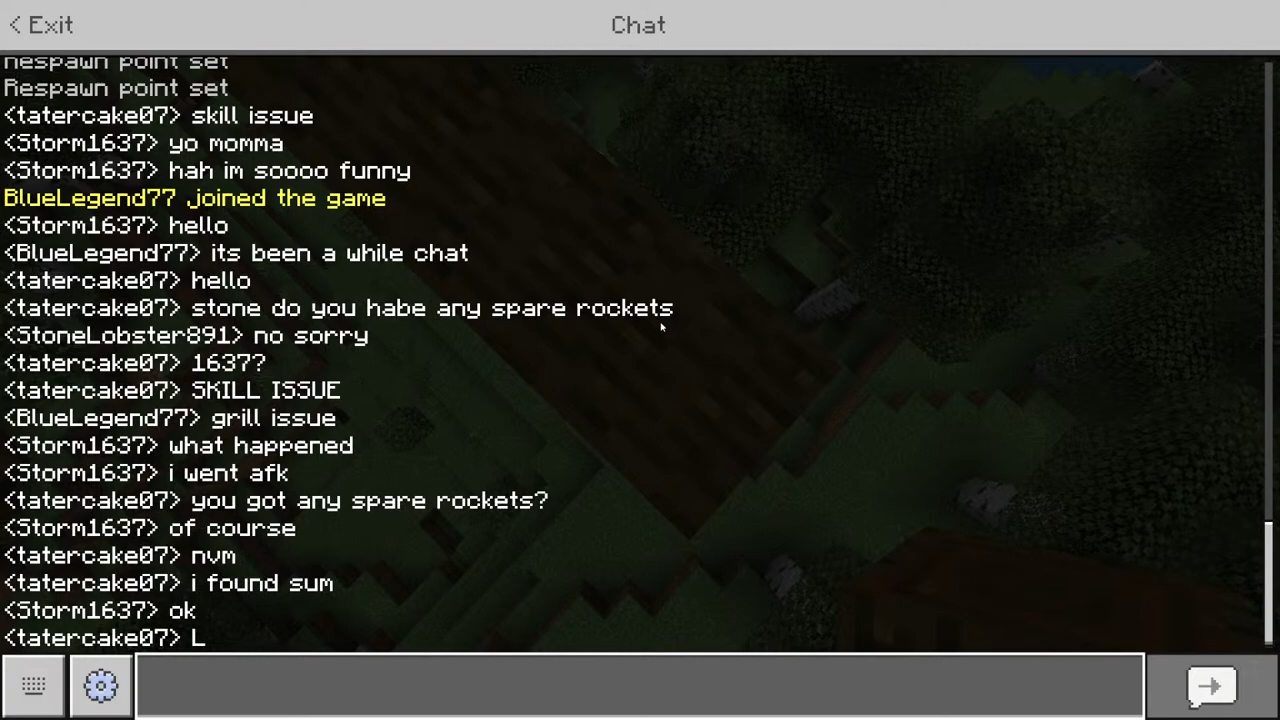 < Exit
Chat
Respawn point set
Respawn point set
<tatercake07> skill issue
<Storm1637> yo momma
<Storm1637> hah im soooo funny
BlueLegend77 joined the game
<Storm1637> hello
<BlueLegend77> its been a while chat
<tatercake07> hello
<tatercake07> stone do you habe any spare rockets
<StoneLobster891> no sorry
<tatercake07> 1637?
<tatercake07> SKILL ISSUE
<BlueLegend77> grill issue
<Storm1637> what happened
<Storm1637> i went afk
<tatercake07> you got any spare rockets?
<Storm1637> of course
<tatercake07> nvm
<tatercake07> i found sum
<Storm1637> ok
<tatercake07> L